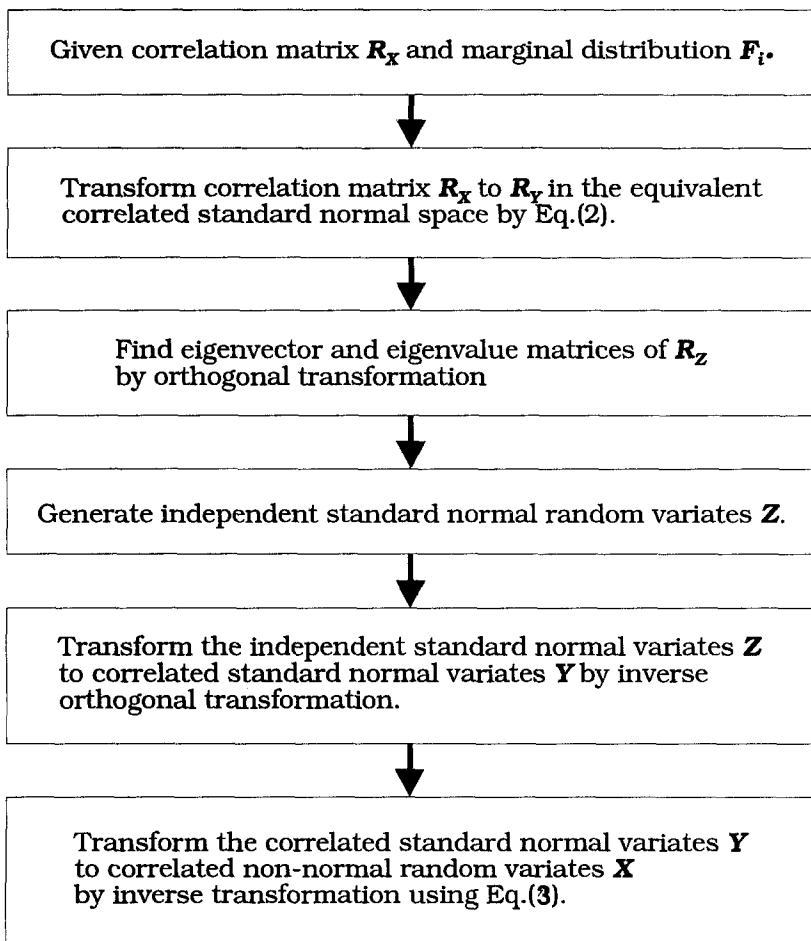 Given correlation matrix R_X and marginal distribution F_i.
Transform correlation matrix R_X to R_Y in the equivalent
correlated standard normal space by Eq.(2).
Find eigenvector and eigenvalue matrices of R_Z
by orthogonal transformation
Generate independent standard normal random variates Z.
Transform the independent standard normal variates Z
to correlated standard normal variates Y by inverse
orthogonal transformation.
Transform the correlated standard normal variates Y
to correlated non-normal random variates X
by inverse transformation using Eq.(3).